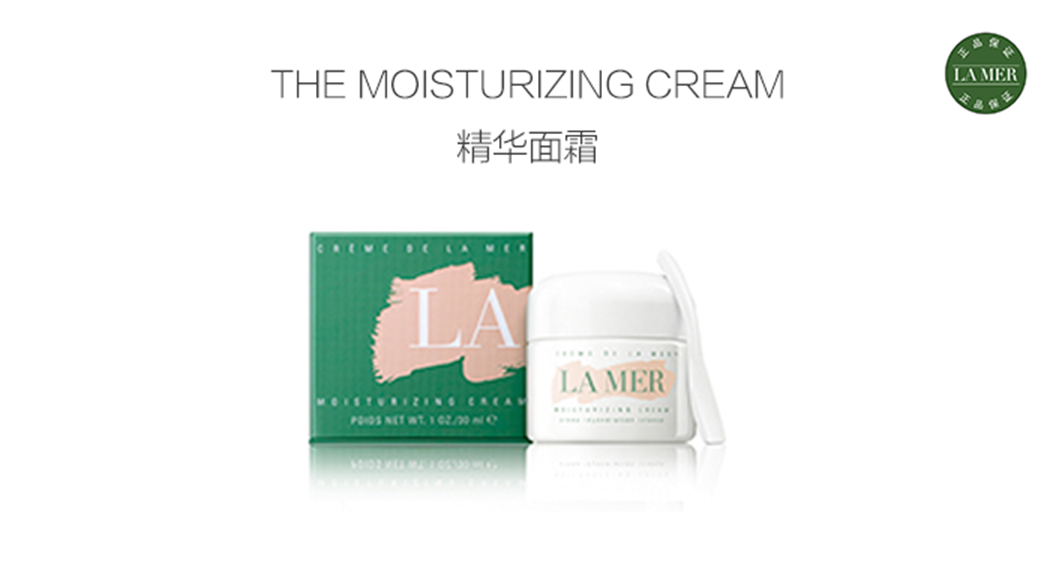 THE MOISTURIZING CREAM
精华面霜
正品保证
LA MER
正品保证
CRÈME DE LA MER
LA
MOISTURIZING CREAM
POIDS NET WT. 1 OZ./30 ml ℮
CRÈME DE LA MER
LA MER
MOISTURIZING CREAM